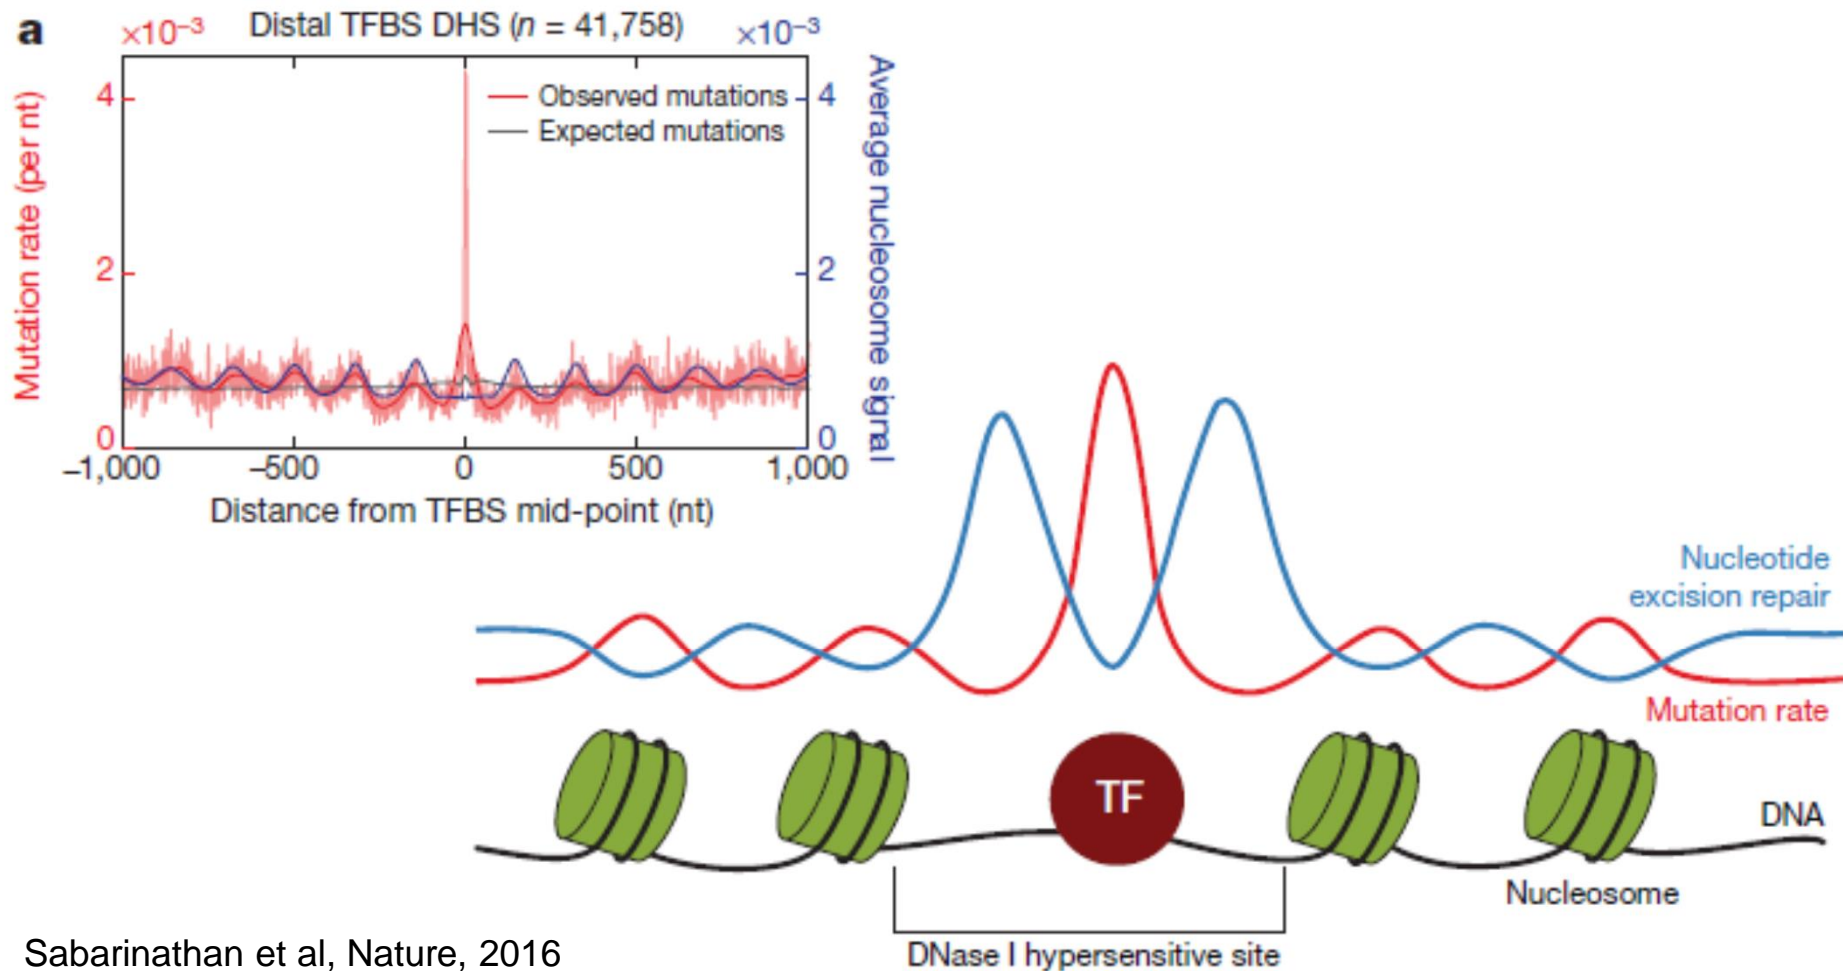 a
×10⁻³ Distal TFBS DHS (n = 41,758) ×10⁻³
Mutation rate (per nt)
4
2
0
Observed mutations
Expected mutations
4
2
0
Average nucleosome signal
−1,000 −500 0 500 1,000
Distance from TFBS mid-point (nt)
Nucleotide
excision repair
Mutation rate
TF
DNA
Nucleosome
DNase I hypersensitive site
Sabarinathan et al, Nature, 2016